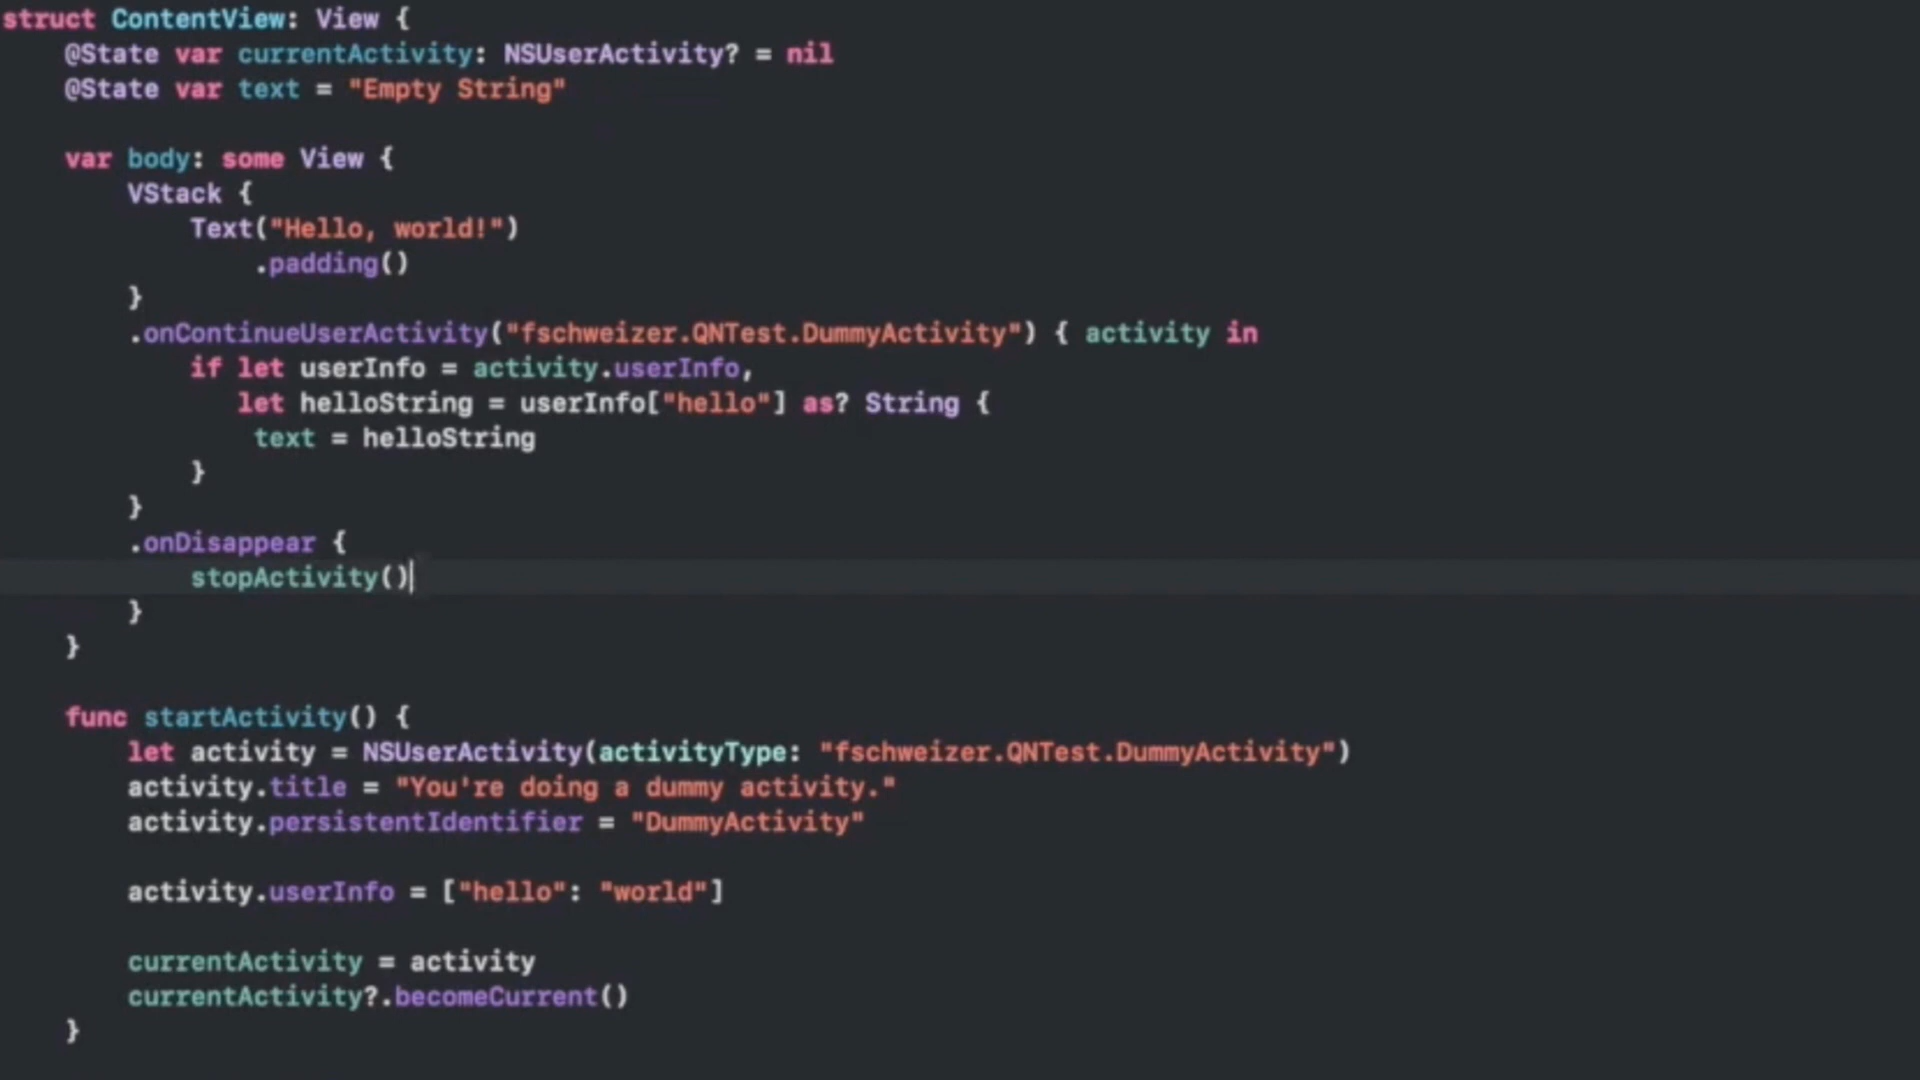 struct ContentView: View {
    @State var currentActivity: NSUserActivity? = nil
    @State var text = "Empty String"
    var body: some View {
        VStack {
            Text("Hello, world!")
                .padding()
        }
        .onContinueUserActivity("fschweizer.QNTest.DummyActivity") { activity in
            if let userInfo = activity.userInfo,
               let helloString = userInfo["hello"] as? String {
                text = helloString
            }
        }
        .onDisappear {
            stopActivity()
        }
    }
    func startActivity() {
        let activity = NSUserActivity(activityType: "fschweizer.QNTest.DummyActivity")
        activity.title = "You're doing a dummy activity."
        activity.persistentIdentifier = "DummyActivity"
        activity.userInfo = ["hello": "world"]
        currentActivity = activity
        currentActivity?.becomeCurrent()
    }